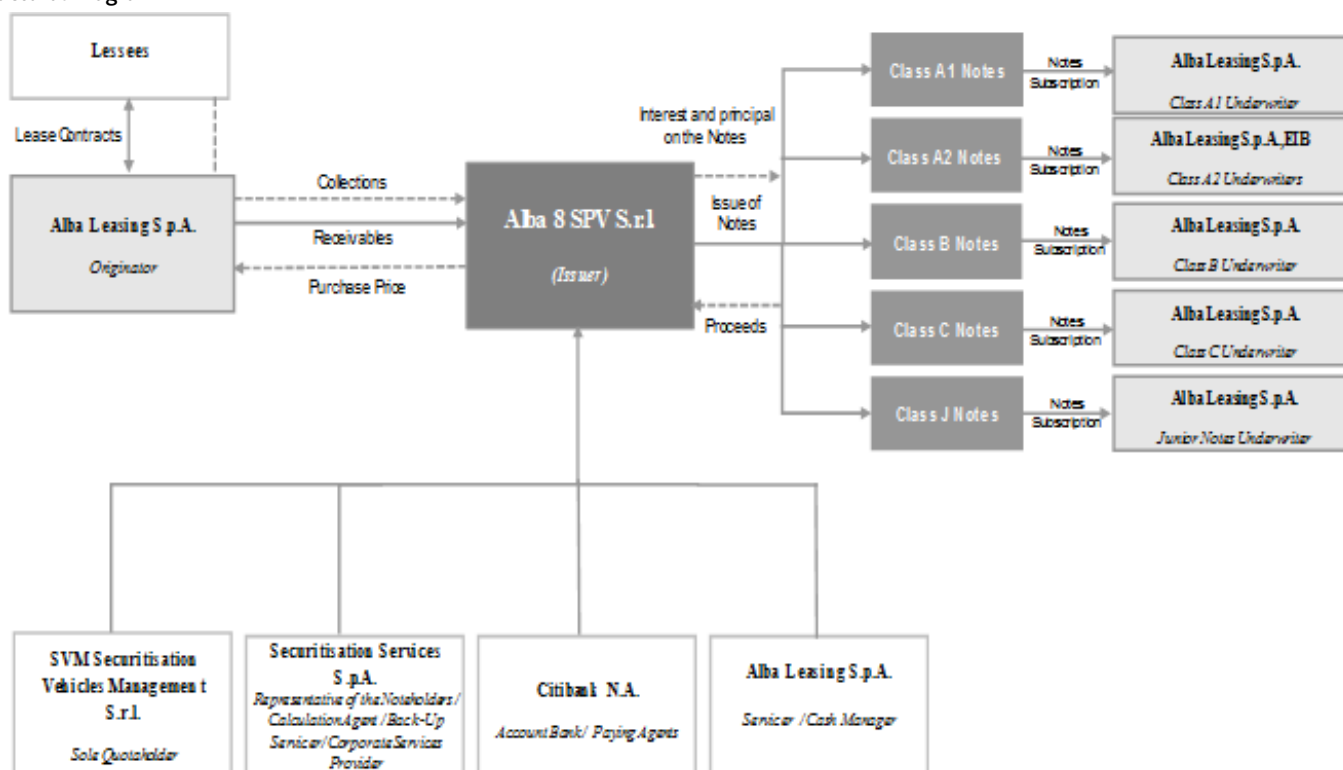 Lessees
Lease Contracts
Alba Leasing S.p.A.
Originator
Collections
Receivables
Purchase Price
Alba 8 SPV S.r.l.
(Issuer)
Interest and principal
on the Notes
Issue of
Notes
Proceeds
Class A1 Notes
Notes
Subscription
Alba Leasing S.p.A.
Class A1 Underwriter
Class A2 Notes
Notes
Subscription
Alba Leasing S.p.A., EIB
Class A2 Underwriters
Class B Notes
Notes
Subscription
Alba Leasing S.p.A.
Class B Underwriter
Class C Notes
Notes
Subscription
Alba Leasing S.p.A.
Class C Underwriter
Class J Notes
Notes
Subscription
Alba Leasing S.p.A.
Junior Notes Underwriter
SVM Securitisation
Vehicles Management
S.r.l.
Sole Quotaholder
Securitisation Services
S.p.A.
Representative of the Noteholders /
Calculation Agent / Back-Up
Servicer / Corporate Services
Provider
Citibank N.A.
Account Bank / Paying Agents
Alba Leasing S.p.A.
Servicer / Cash Manager